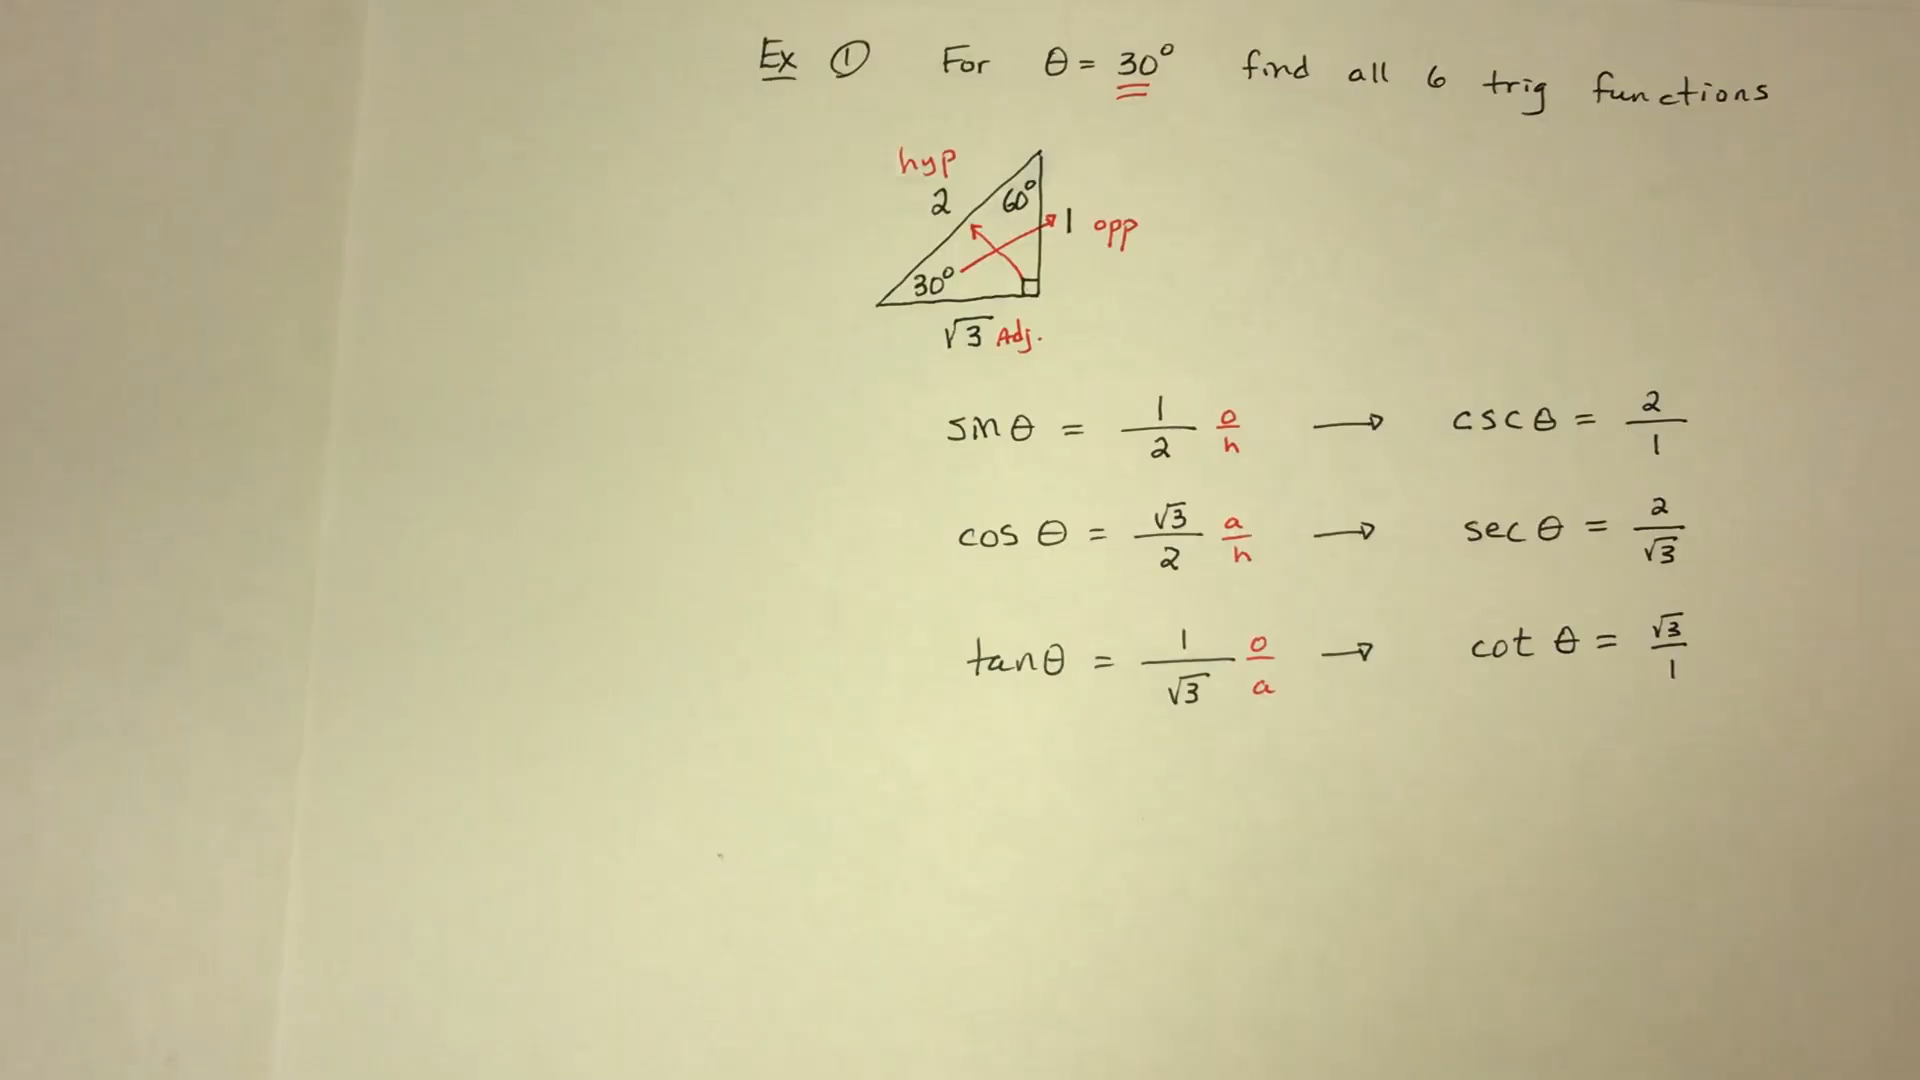 Ex ① For θ = 30° find all 6 trig functions
hyp
2
60°
1 opp
30°
√3 Adj.
sin θ = 1/2 o/h → csc θ = 2/1
cos θ = √3/2 a/h → sec θ = 2/√3
tan θ = 1/√3 o/a → cot θ = √3/1